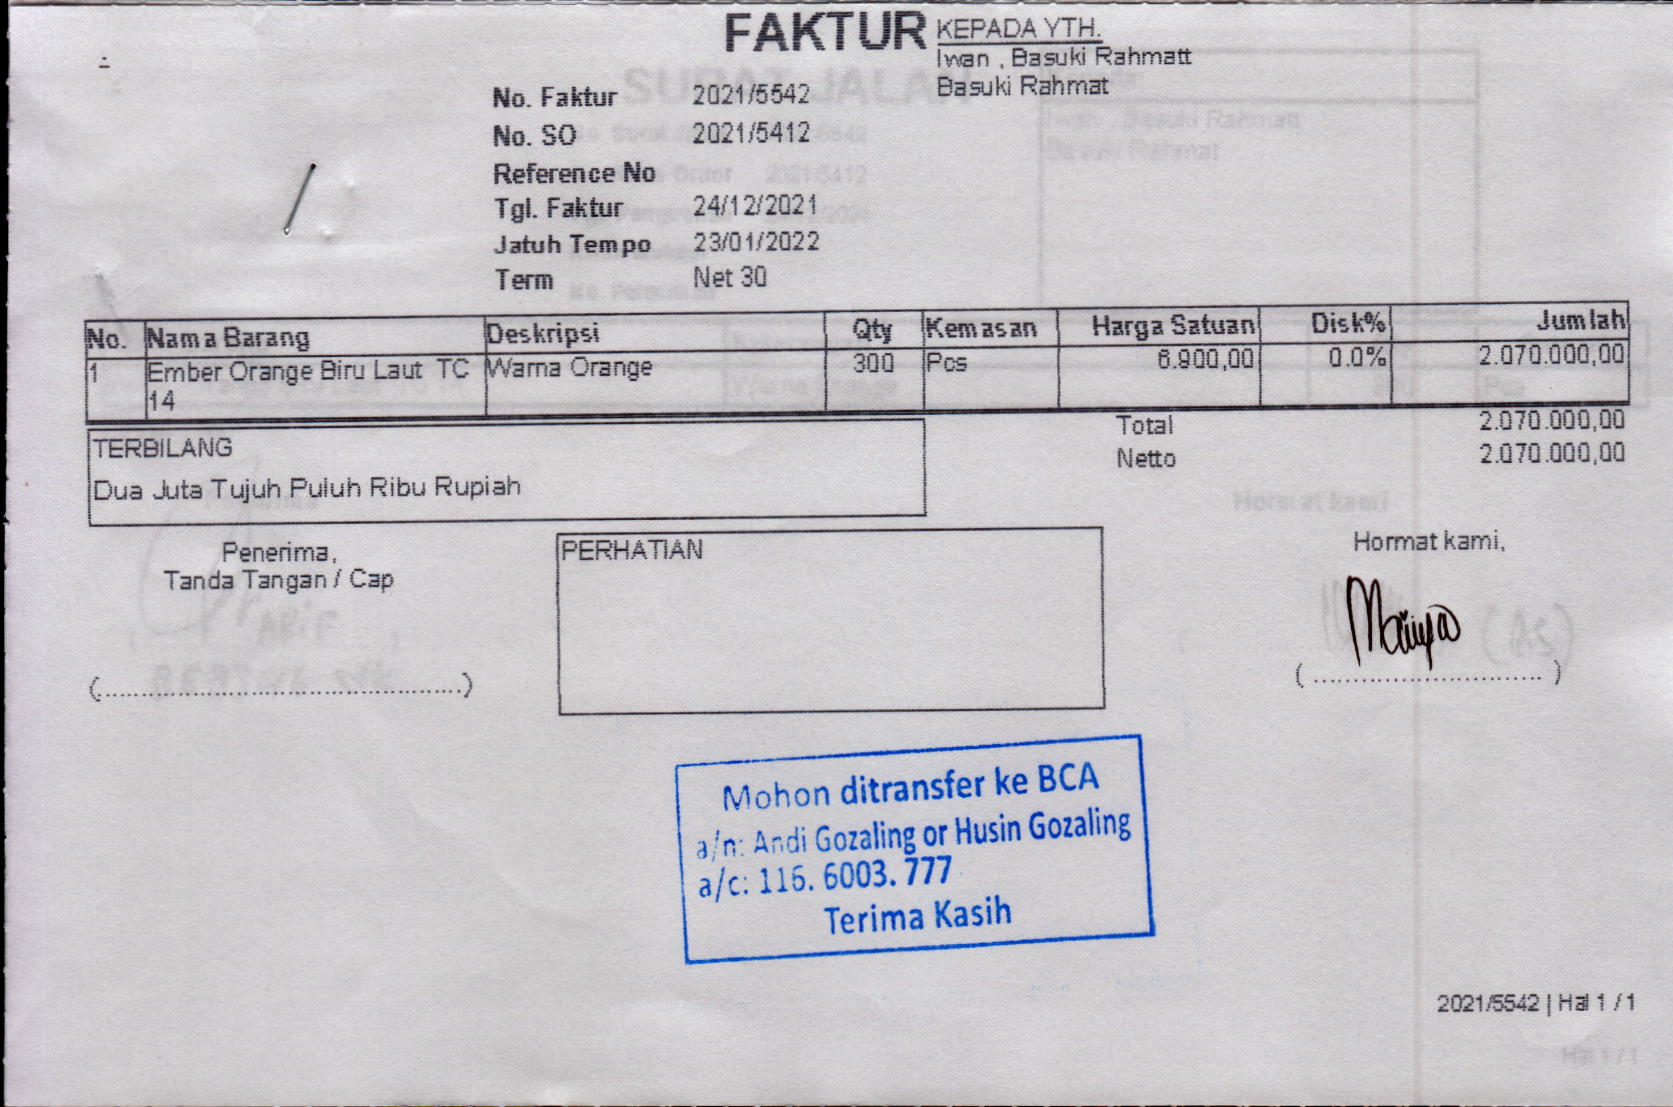 FAKTUR
KEPADA YTH.
Iwan , Basuki Rahmatt
Basuki Rahmat
No. Faktur 2021/5542
No. SO 2021/5412
Reference No
Tgl. Faktur 24/12/2021
Jatuh Tempo 23/01/2022
Term Net 30
No. Nama Barang Deskripsi Qty Kemasan Harga Satuan Disk% Jumlah
1 Ember Orange Biru Laut TC Warna Orange 300 Pcs 6.900,00 0.0% 2.070.000,00
14
Total 2.070.000,00
Netto 2.070.000,00
TERBILANG
Dua Juta Tujuh Puluh Ribu Rupiah
Penerima,
Tanda Tangan / Cap
(................................................)
PERHATIAN
Hormat kami,
( ............................. )
Mohon ditransfer ke BCA
a/n: Andi Gozaling or Husin Gozaling
a/c: 116. 6003. 777
Terima Kasih
2021/5542 | Hal 1 / 1